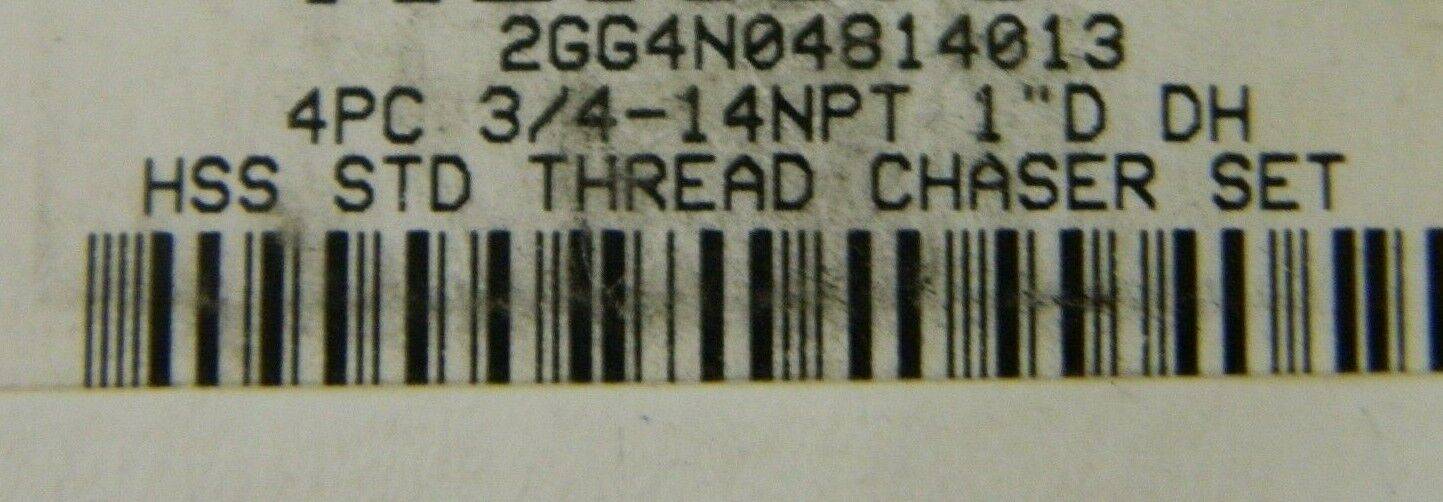 2GG4N04814013
4PC 3/4-14NPT 1"D DH
HSS STD THREAD CHASER SET